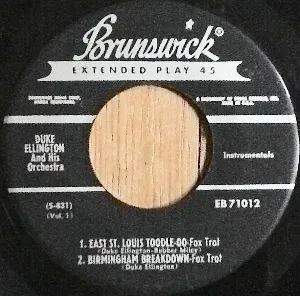 Brunswick
EXTENDED PLAY 45
DUKE
ELLINGTON
And His
Orchestra
Instrumentals
(S-831)
(Vol. 1)
EB 71012
1. EAST ST. LOUIS TOODLE-OO-Fox Trot
(Duke Ellington-Bubber Miley)
2. BIRMINGHAM BREAKDOWN-Fox Trot
(Duke Ellington)